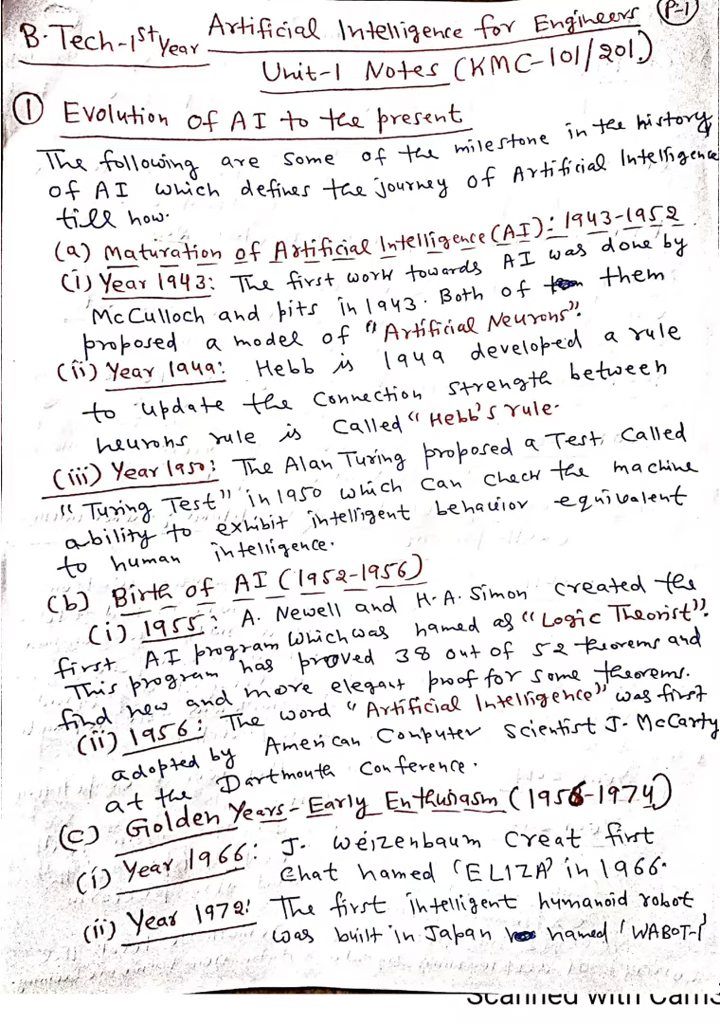 P-1
B.Tech-1st Year Artificial Intelligence for Engineers
Unit-1 Notes (KMC-101/201)
① Evolution of AI to the present
The following are some of the milestone in the history
of AI which defines the journey of Artificial Intelligence
till now.
(a) Maturation of Artificial Intelligence (AI): 1943-1952
(i) Year 1943: The first work towards AI was done by
McCulloch and pits in 1943. Both of them
proposed a model of "Artificial Neurons".
(ii) Year 1949: Hebb is 1949 developed a rule
to update the connection strength between
neurons rule is called "Hebb's rule.
(iii) Year 1950: The Alan Turing proposed a Test called
"Turing Test" in 1950 which can check the machine
ability to exhibit intelligent behavior equivalent
to human intelligence.
(b) Birth of AI (1952-1956)
(i) 1955: A. Newell and H.A. Simon created the
first AI program which was named as "Logic Theorist".
This program has proved 38 out of 52 theorems and
find new and more elegant proof for some theorems.
(ii) 1956: The word "Artificial Intelligence" was first
adopted by American Computer Scientist J. McCarty
at the Dartmouth Conference.
(c) Golden Years - Early Enthusiasm (1956-1974)
(i) Year 1966: J. Weizenbaum Creat first
Chat named 'ELIZA' in 1966.
(ii) Year 1972: The first intelligent humanoid robot
was built in Japan named 'WABOT-1'
Scanned with Cams